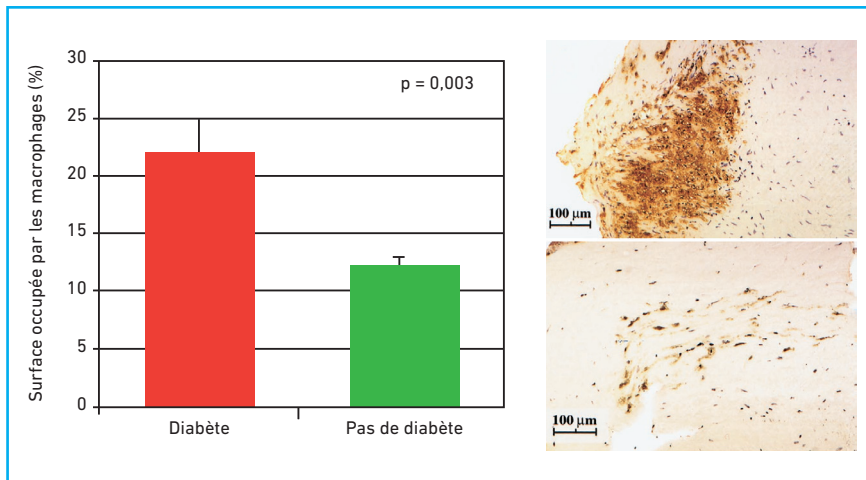 Surface occupée par les macrophages (%)
30
25
20
15
10
5
0
p = 0,003
Diabète
Pas de diabète
100 µm
100 µm